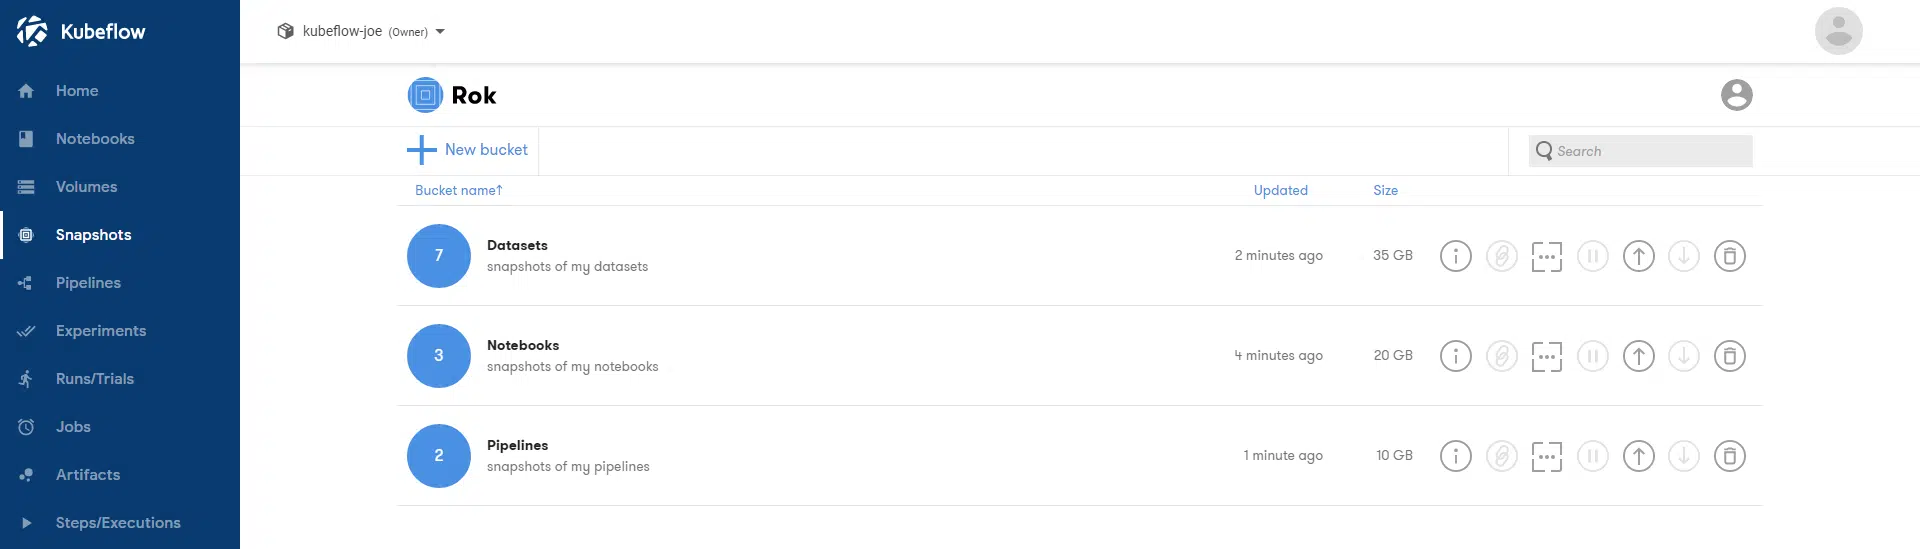 Kubeflow
kubeflow-joe (Owner)
Home
Notebooks
Volumes
Snapshots
Pipelines
Experiments
Runs/Trials
Jobs
Artifacts
Steps/Executions
Rok
New bucket
Search
Bucket name↑ Updated Size
7 Datasets 2 minutes ago 35 GB
snapshots of my datasets
3 Notebooks 4 minutes ago 20 GB
snapshots of my notebooks
2 Pipelines 1 minute ago 10 GB
snapshots of my pipelines